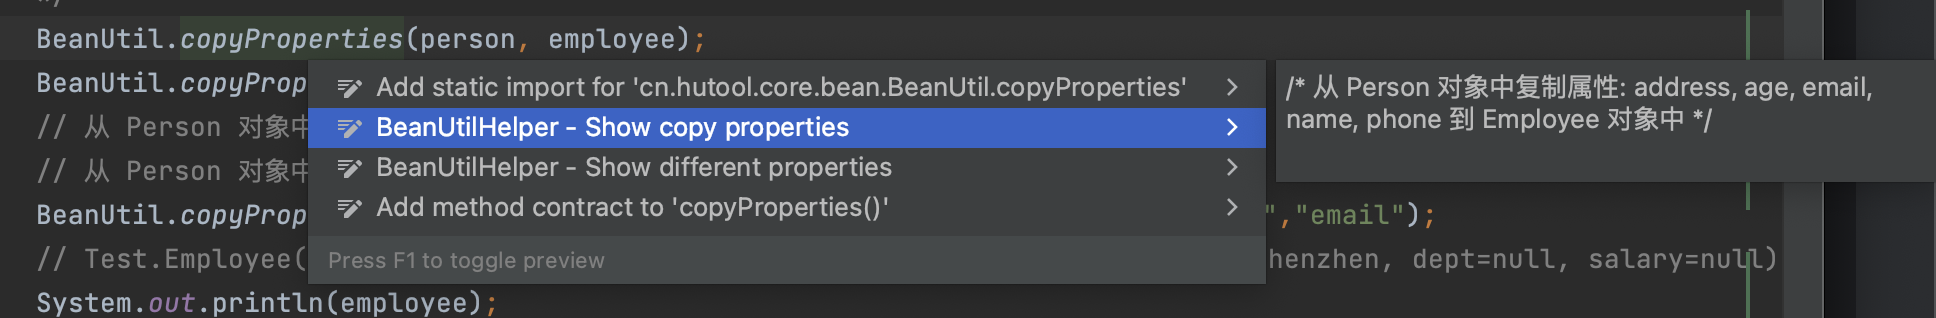 */
BeanUtil.copyProperties(person, employee);
BeanUtil.copyProp
Add static import for 'cn.hutool.core.bean.BeanUtil.copyProperties'
/* 从 Person 对象中复制属性: address, age, email,
name, phone 到 Employee 对象中 */
// 从 Person 对象中
BeanUtilHelper - Show copy properties
// 从 Person 对象中
BeanUtilHelper - Show different properties
BeanUtil.copyProp
Add method contract to 'copyProperties()'
","email");
// Test.Employee(
Press F1 to toggle preview
henzhen, dept=null, salary=null)
System.out.println(employee);